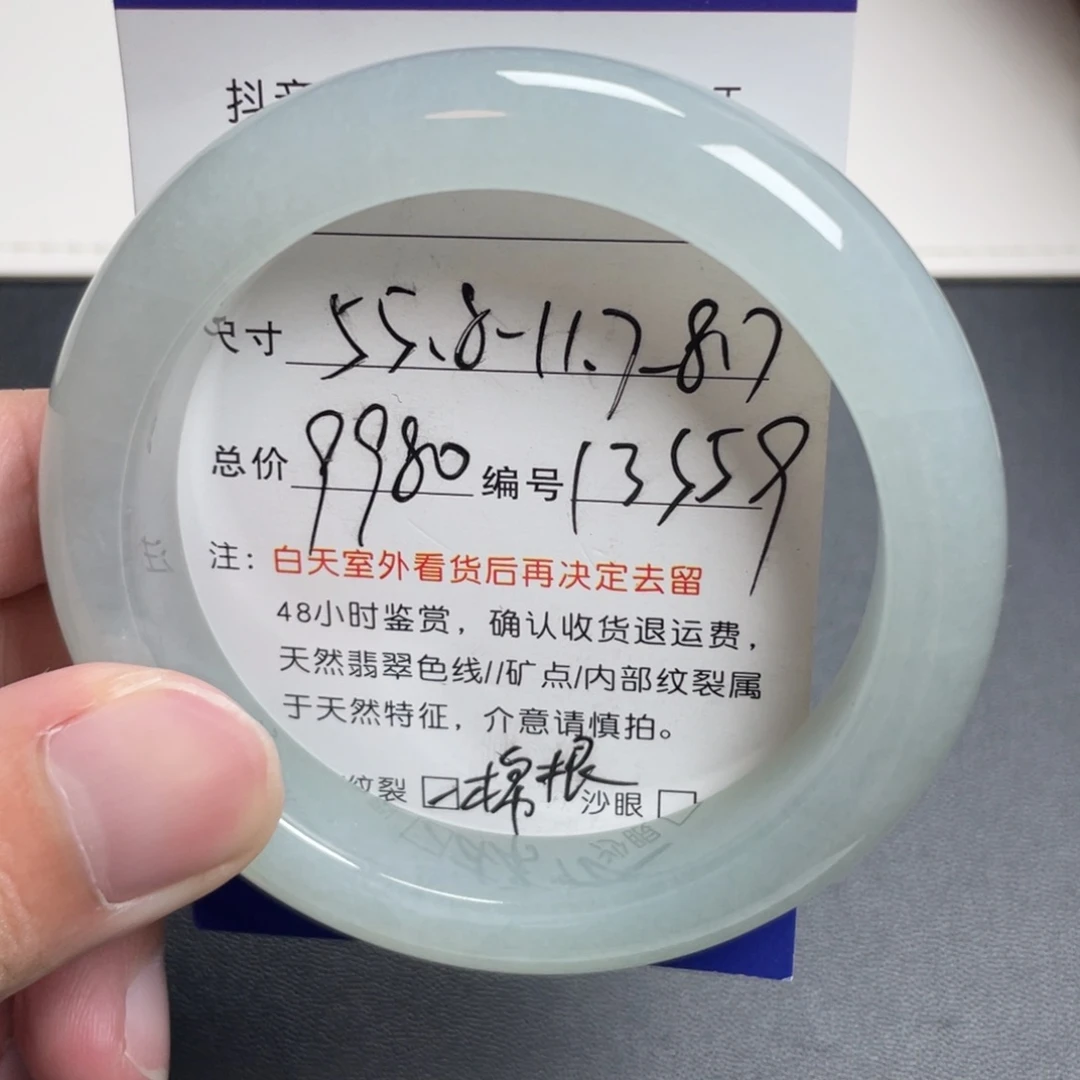 抖音
尺寸 55.8-11.7-8.7
总价 9980 编号 13559
注：白天室外看货后再决定去留
48小时鉴赏，确认收货退运费，
天然翡翠色线//矿点/内部纹裂属
于天然特征，介意请慎拍。
纹裂 ☑ 棉根 沙眼 □